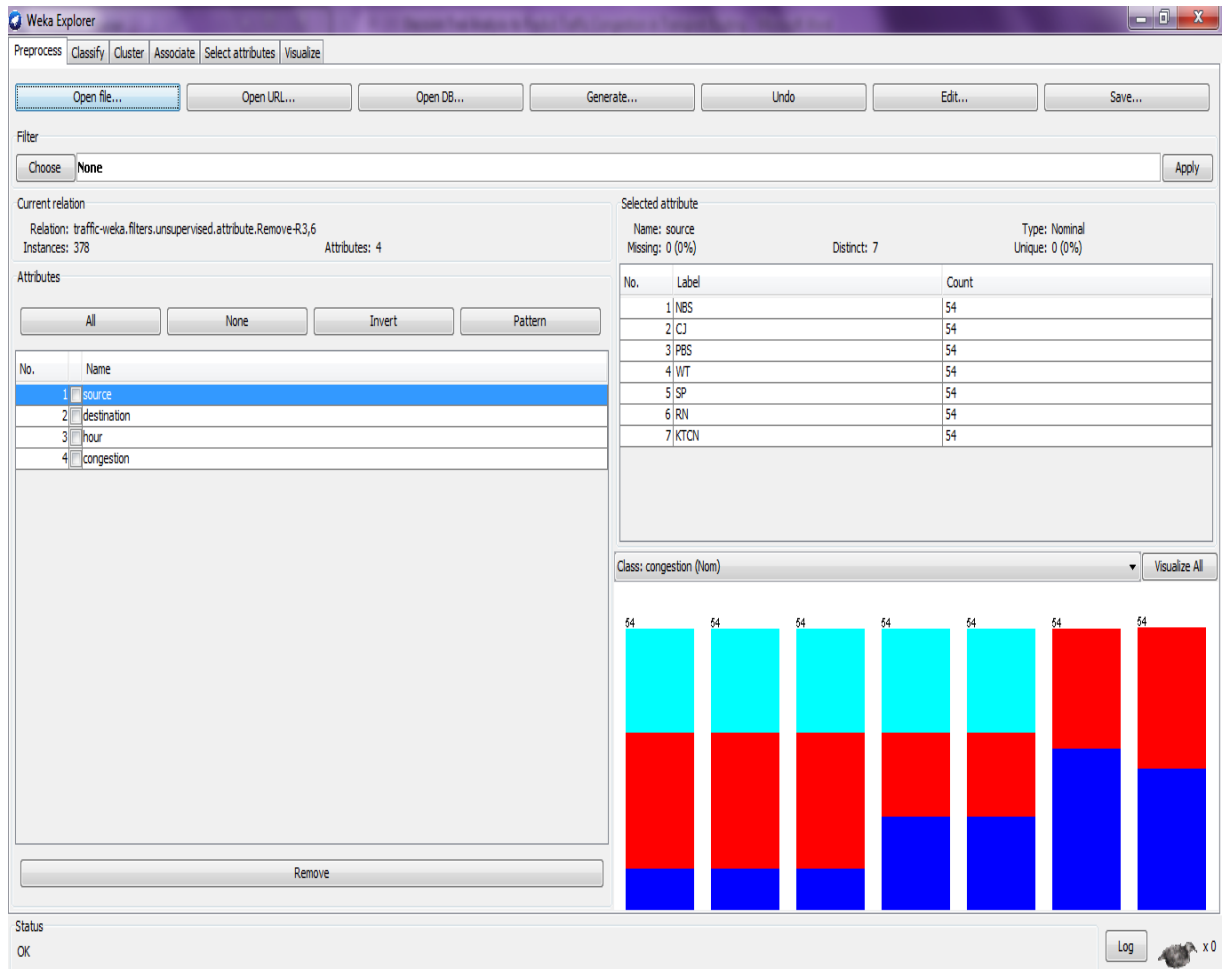 Weka Explorer
Preprocess Classify Cluster Associate Select attributes Visualize
Open file... Open URL... Open DB... Generate... Undo Edit... Save...
Filter
Choose None Apply
Current relation
Relation: traffic-weka.filters.unsupervised.attribute.Remove-R3,6
Instances: 378 Attributes: 4
Attributes
All None Invert Pattern
No. Name
1 source
2 destination
3 hour
4 congestion
Remove
Selected attribute
Name: source Type: Nominal
Missing: 0 (0%) Distinct: 7 Unique: 0 (0%)
No. Label Count
1 NBS 54
2 CJ 54
3 PBS 54
4 WT 54
5 SP 54
6 RN 54
7 KTCN 54
Class: congestion (Nom) Visualize All
54 54 54 54 54 54 54
Status
OK
Log x 0